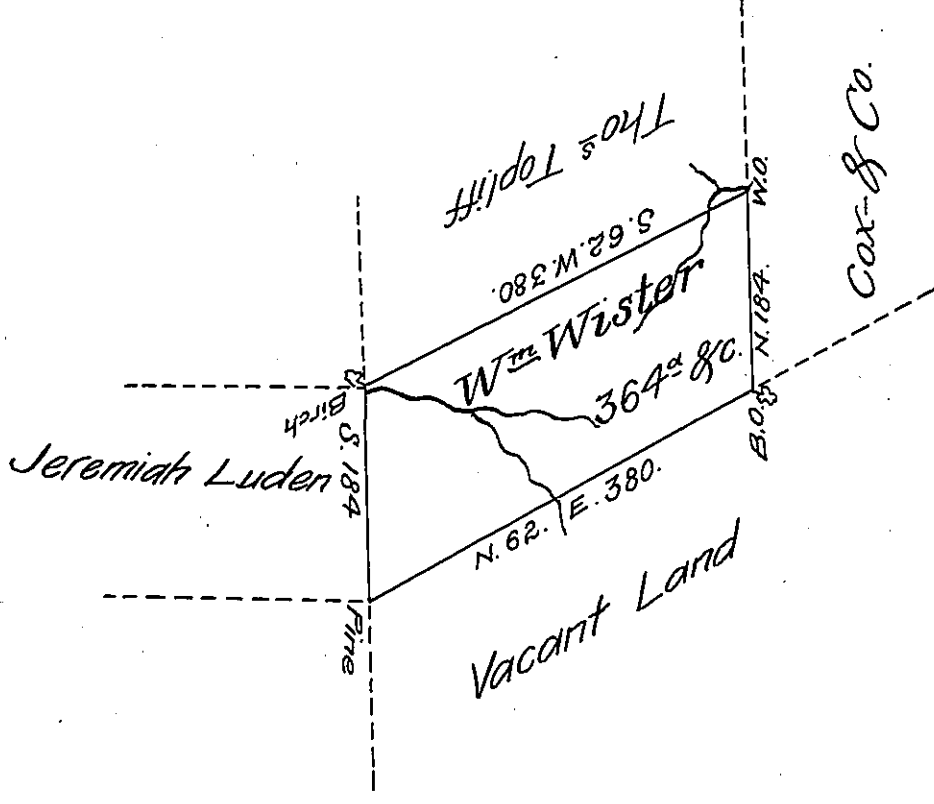 Thoˢ Topliff
Cox & Co.
W.O.
S. 62. W. 380.
Wᵐ Wister
N. 184.
364ᵃ &c.
Birch
S. 184
Jeremiah Luden
B.O.
N. 62. E. 380.
Pine
Vacant Land